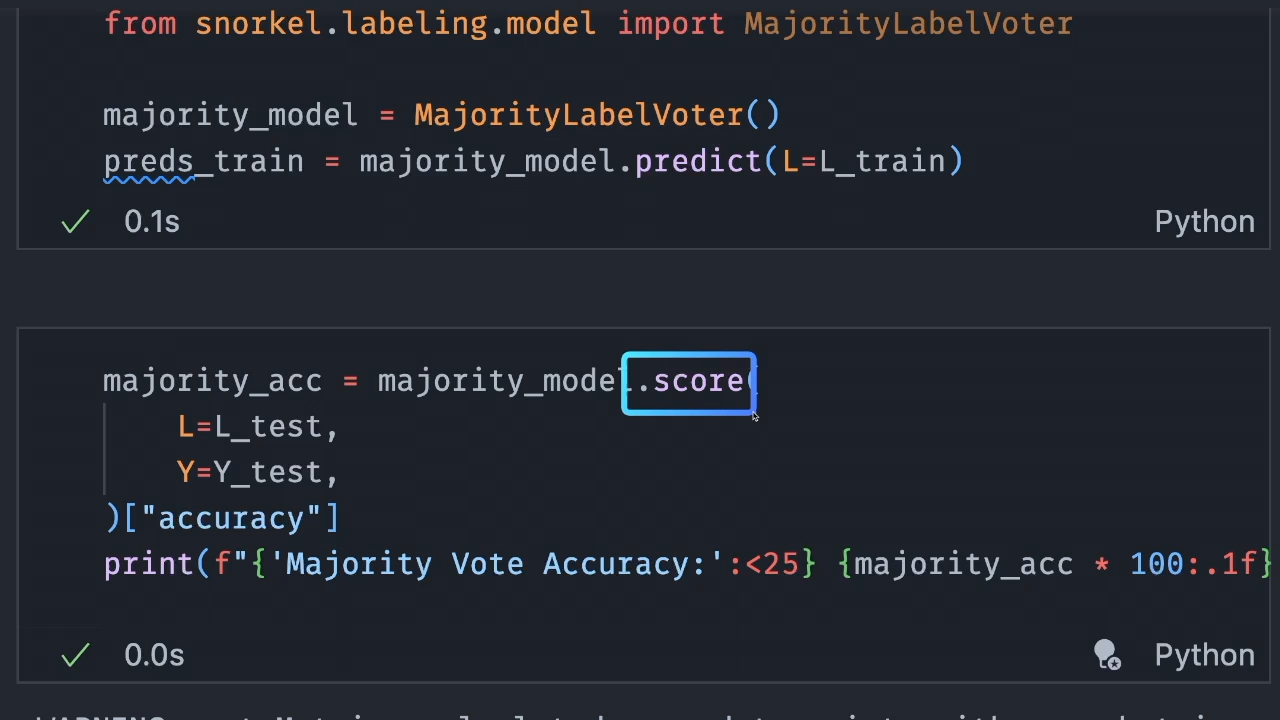 from snorkel.labeling.model import MajorityLabelVoter
majority_model = MajorityLabelVoter()
preds_train = majority_model.predict(L=L_train)
0.1s
Python
majority_acc = majority_model.score(
L=L_test,
Y=Y_test,
)["accuracy"]
print(f"{'Majority Vote Accuracy:':<25} {majority_acc * 100:.1f}
0.0s
Python